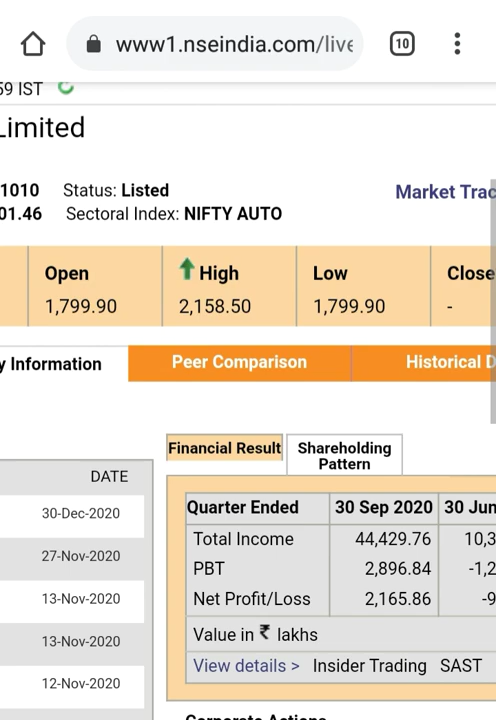 www1.nseindia.com/live
10
59 IST
Limited
1010 Status: Listed
Market Trac
01.46 Sectoral Index: NIFTY AUTO
Open High Low Close
1,799.90 2,158.50 1,799.90 -
y Information Peer Comparison Historical D
Financial Result Shareholding
Pattern
DATE
30-Dec-2020
27-Nov-2020
13-Nov-2020
13-Nov-2020
12-Nov-2020
Quarter Ended 30 Sep 2020 30 Jun
Total Income 44,429.76 10,3
PBT 2,896.84 -1,2
Net Profit/Loss 2,165.86 -9
Value in ₹ lakhs
View details > Insider Trading SAST
Corporate Actions